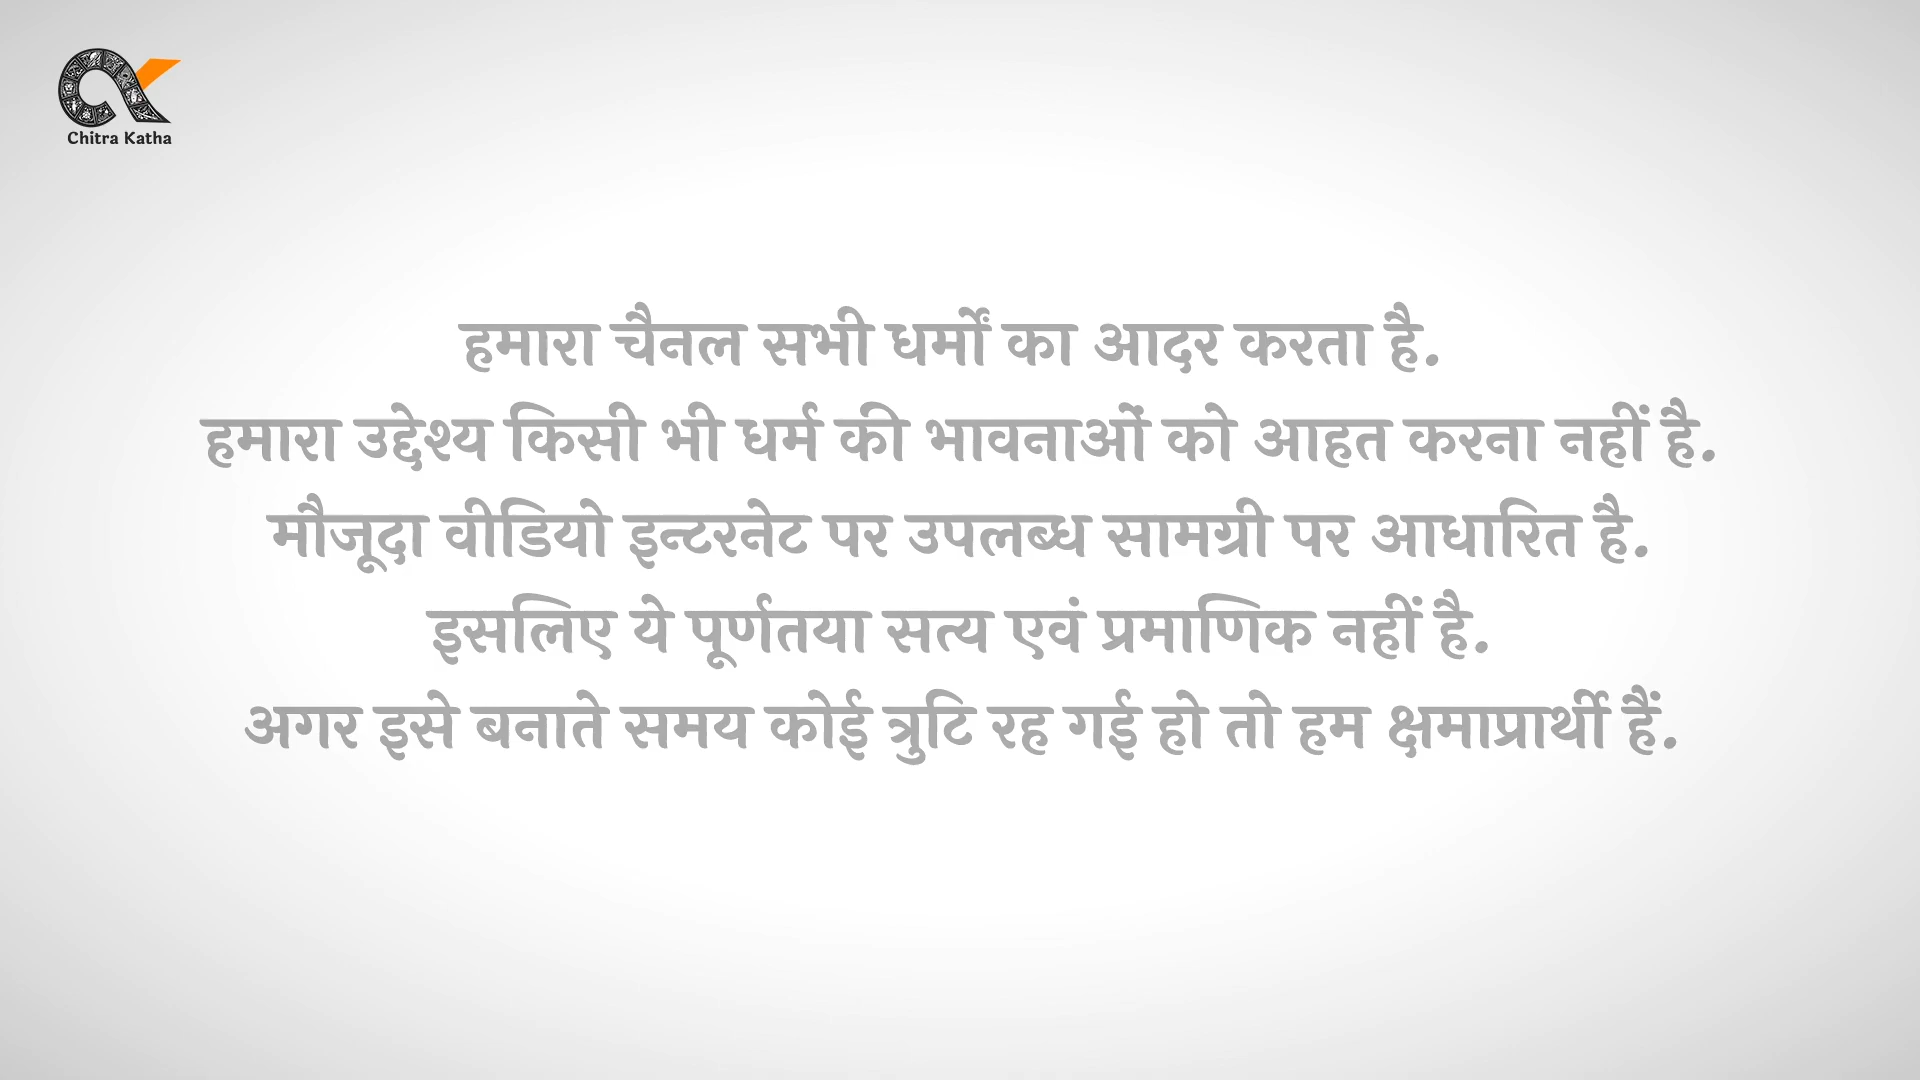 Chitra Katha
हमारा चैनल सभी धर्मों का आदर करता है.
हमारा उद्देश्य किसी भी धर्म की भावनाओं को आहत करना नहीं है.
मौजूदा वीडियो इन्टरनेट पर उपलब्ध सामग्री पर आधारित है.
इसलिए ये पूर्णतया सत्य एवं प्रमाणिक नहीं है.
अगर इसे बनाते समय कोई त्रुटि रह गई हो तो हम क्षमाप्रार्थी हैं.